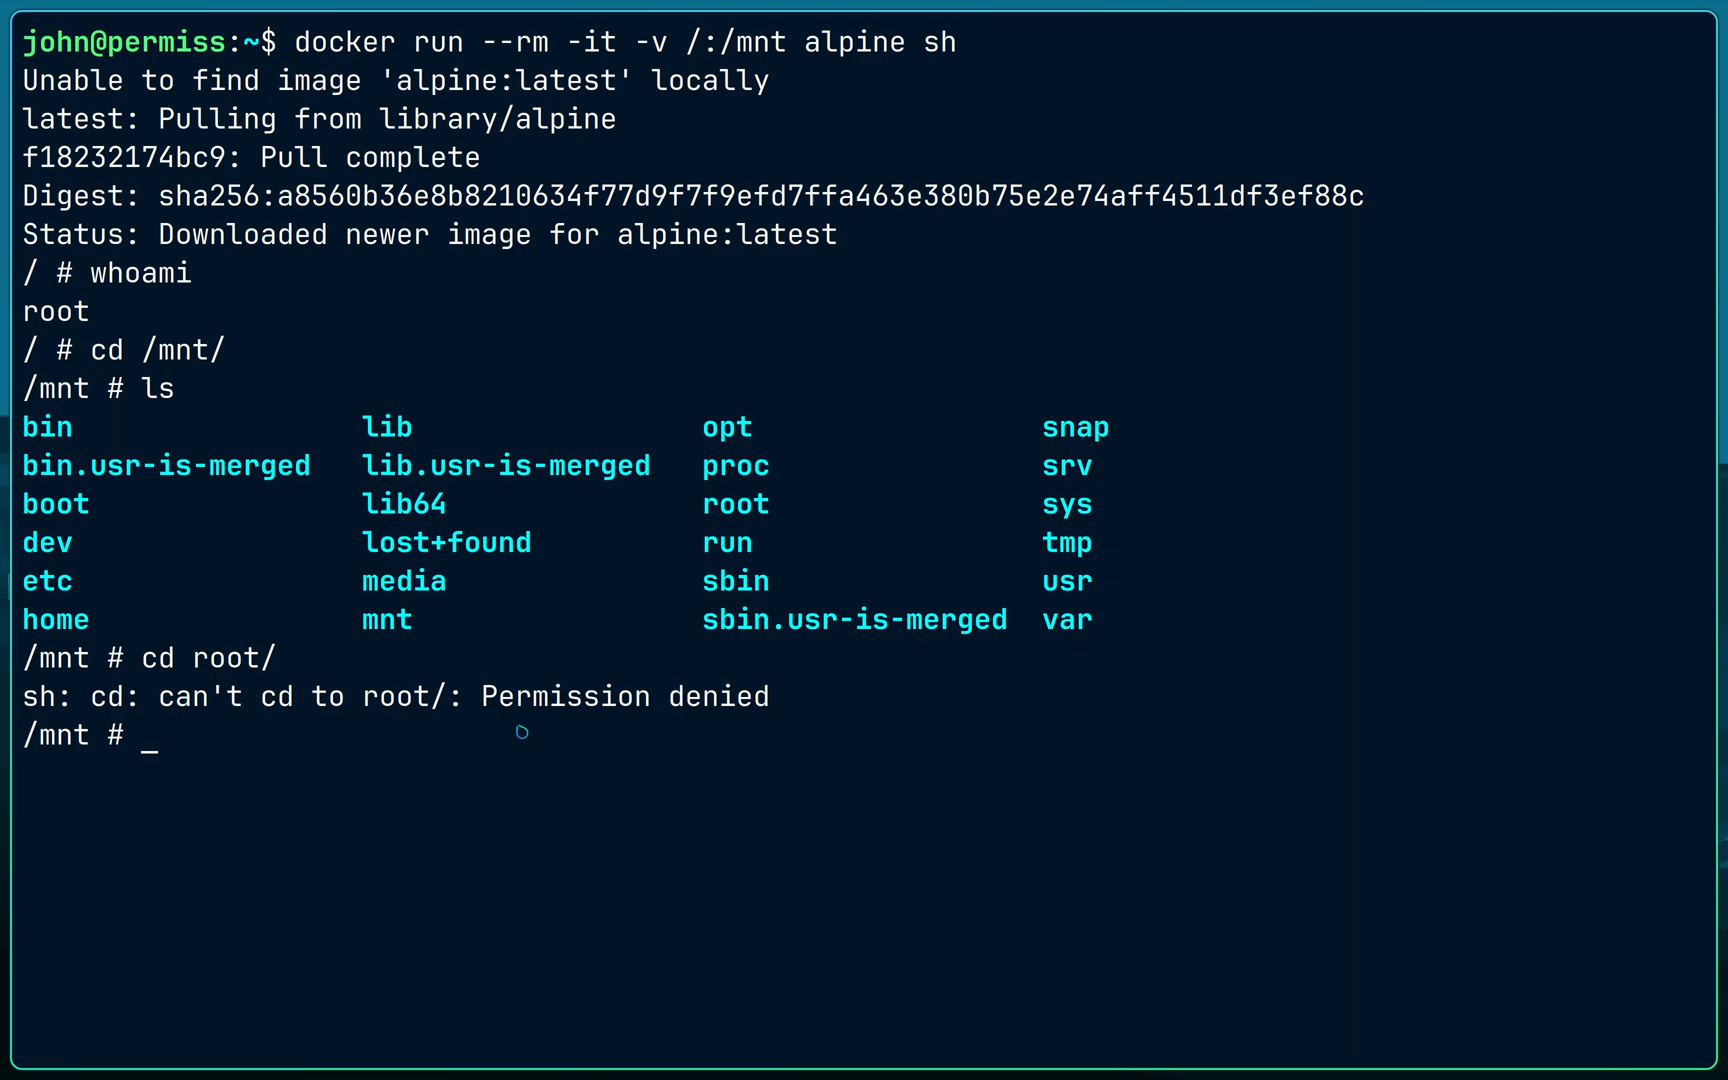 john@permiss:~$ docker run --rm -it -v /:/mnt alpine sh
Unable to find image 'alpine:latest' locally
latest: Pulling from library/alpine
f18232174bc9: Pull complete
Digest: sha256:a8560b36e8b8210634f77d9f7f9efd7ffa463e380b75e2e74aff4511df3ef88c
Status: Downloaded newer image for alpine:latest
/ # whoami
root
/ # cd /mnt/
/mnt # ls
bin                 lib                 opt                 snap
bin.usr-is-merged   lib.usr-is-merged   proc                srv
boot                lib64               root                sys
dev                 lost+found          run                 tmp
etc                 media               sbin                usr
home                mnt                 sbin.usr-is-merged  var
/mnt # cd root/
sh: cd: can't cd to root/: Permission denied
/mnt # _